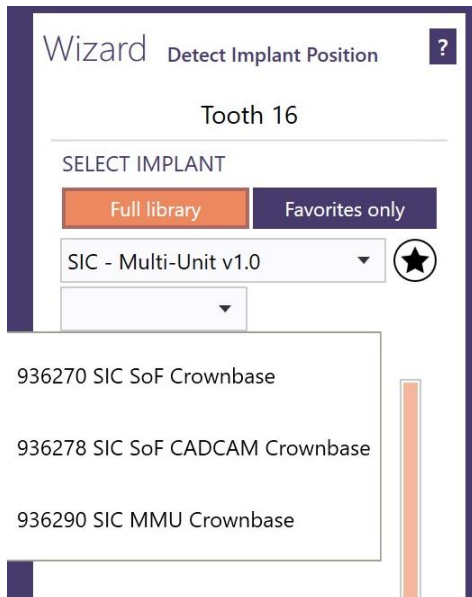 Wizard Detect Implant Position ?
Tooth 16
SELECT IMPLANT
Full library Favorites only
SIC - Multi-Unit v1.0
936270 SIC SoF Crownbase
936278 SIC SoF CADCAM Crownbase
936290 SIC MMU Crownbase